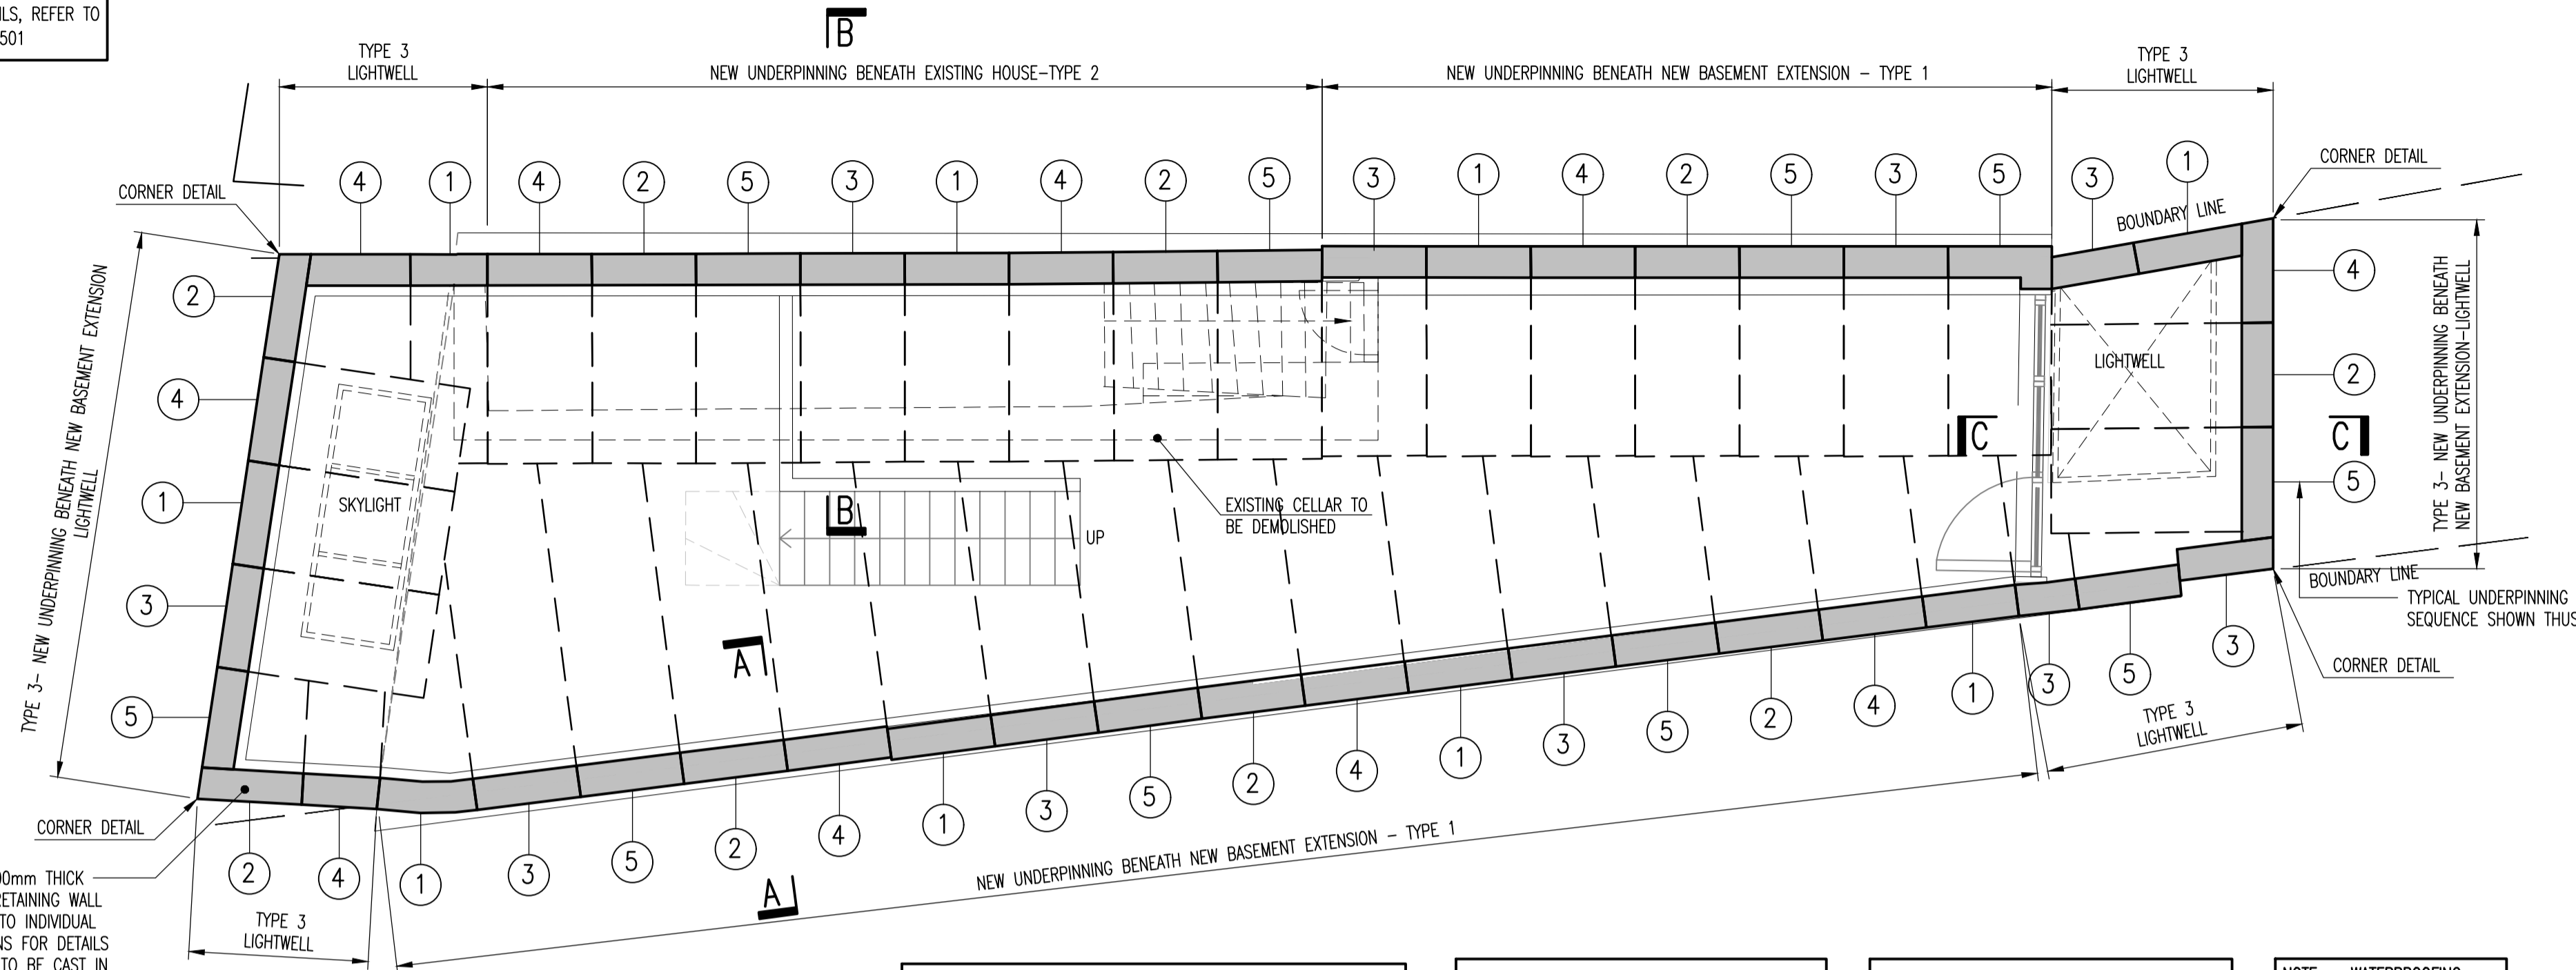 ILS, REFER TO
501
B
TYPE 3
LIGHTWELL
NEW UNDERPINNING BENEATH EXISTING HOUSE-TYPE 2
NEW UNDERPINNING BENEATH NEW BASEMENT EXTENSION - TYPE 1
TYPE 3
LIGHTWELL
CORNER DETAIL
4
1
4
2
5
3
1
4
2
5
3
1
4
2
5
3
5
3
1
CORNER DETAIL
BOUNDARY LINE
TYPE 3- NEW UNDERPINNING BENEATH NEW BASEMENT EXTENSION
LIGHTWELL
2
4
1
3
5
SKYLIGHT
B
UP
EXISTING CELLAR TO
BE DEMOLISHED
C
LIGHTWELL
4
2
C
5
TYPE 3- NEW UNDERPINNING BENEATH
NEW BASEMENT EXTENSION-LIGHTWELL
BOUNDARY LINE
TYPICAL UNDERPINNING
SEQUENCE SHOWN THUS
CORNER DETAIL
A
A
CORNER DETAIL
2
4
1
3
5
2
4
1
3
5
2
4
1
3
5
2
4
1
3
5
3
TYPE 3
LIGHTWELL
NEW UNDERPINNING BENEATH NEW BASEMENT EXTENSION - TYPE 1
00mm THICK
RETAINING WALL
TO INDIVIDUAL
NS FOR DETAILS
TO BE CAST IN
TYPE 3
LIGHTWELL
NOTE - WATERPROOFING